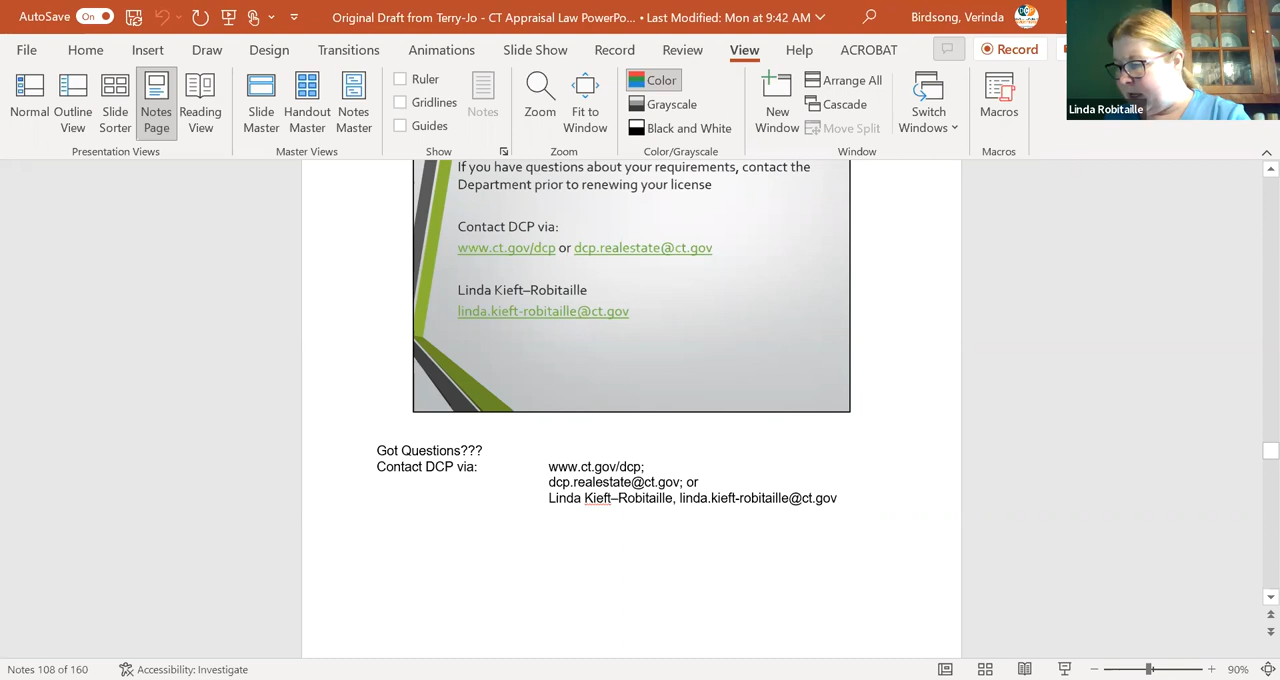 AutoSave On
Original Draft from Terry-Jo - CT Appraisal Law PowerPo... • Last Modified: Mon at 9:42 AM
Birdsong, Verinda
File Home Insert Draw Design Transitions Animations Slide Show Record Review View Help ACROBAT
Record
Normal
Outline View
Slide Sorter
Notes Page
Reading View
Presentation Views
Slide Master
Handout Master
Notes Master
Master Views
Ruler
Gridlines
Guides
Notes
Show
Zoom
Fit to Window
Zoom
Color
Grayscale
Black and White
Color/Grayscale
New Window
Arrange All
Cascade
Move Split
Switch Windows
Window
Macros
Macros
Linda Robitaille
If you have questions about your requirements, contact the
Department prior to renewing your license
Contact DCP via:
www.ct.gov/dcp or dcp.realestate@ct.gov
Linda Kieft–Robitaille
linda.kieft-robitaille@ct.gov
Got Questions???
Contact DCP via: www.ct.gov/dcp;
dcp.realestate@ct.gov; or
Linda Kieft–Robitaille, linda.kieft-robitaille@ct.gov
Notes 108 of 160
Accessibility: Investigate
90%